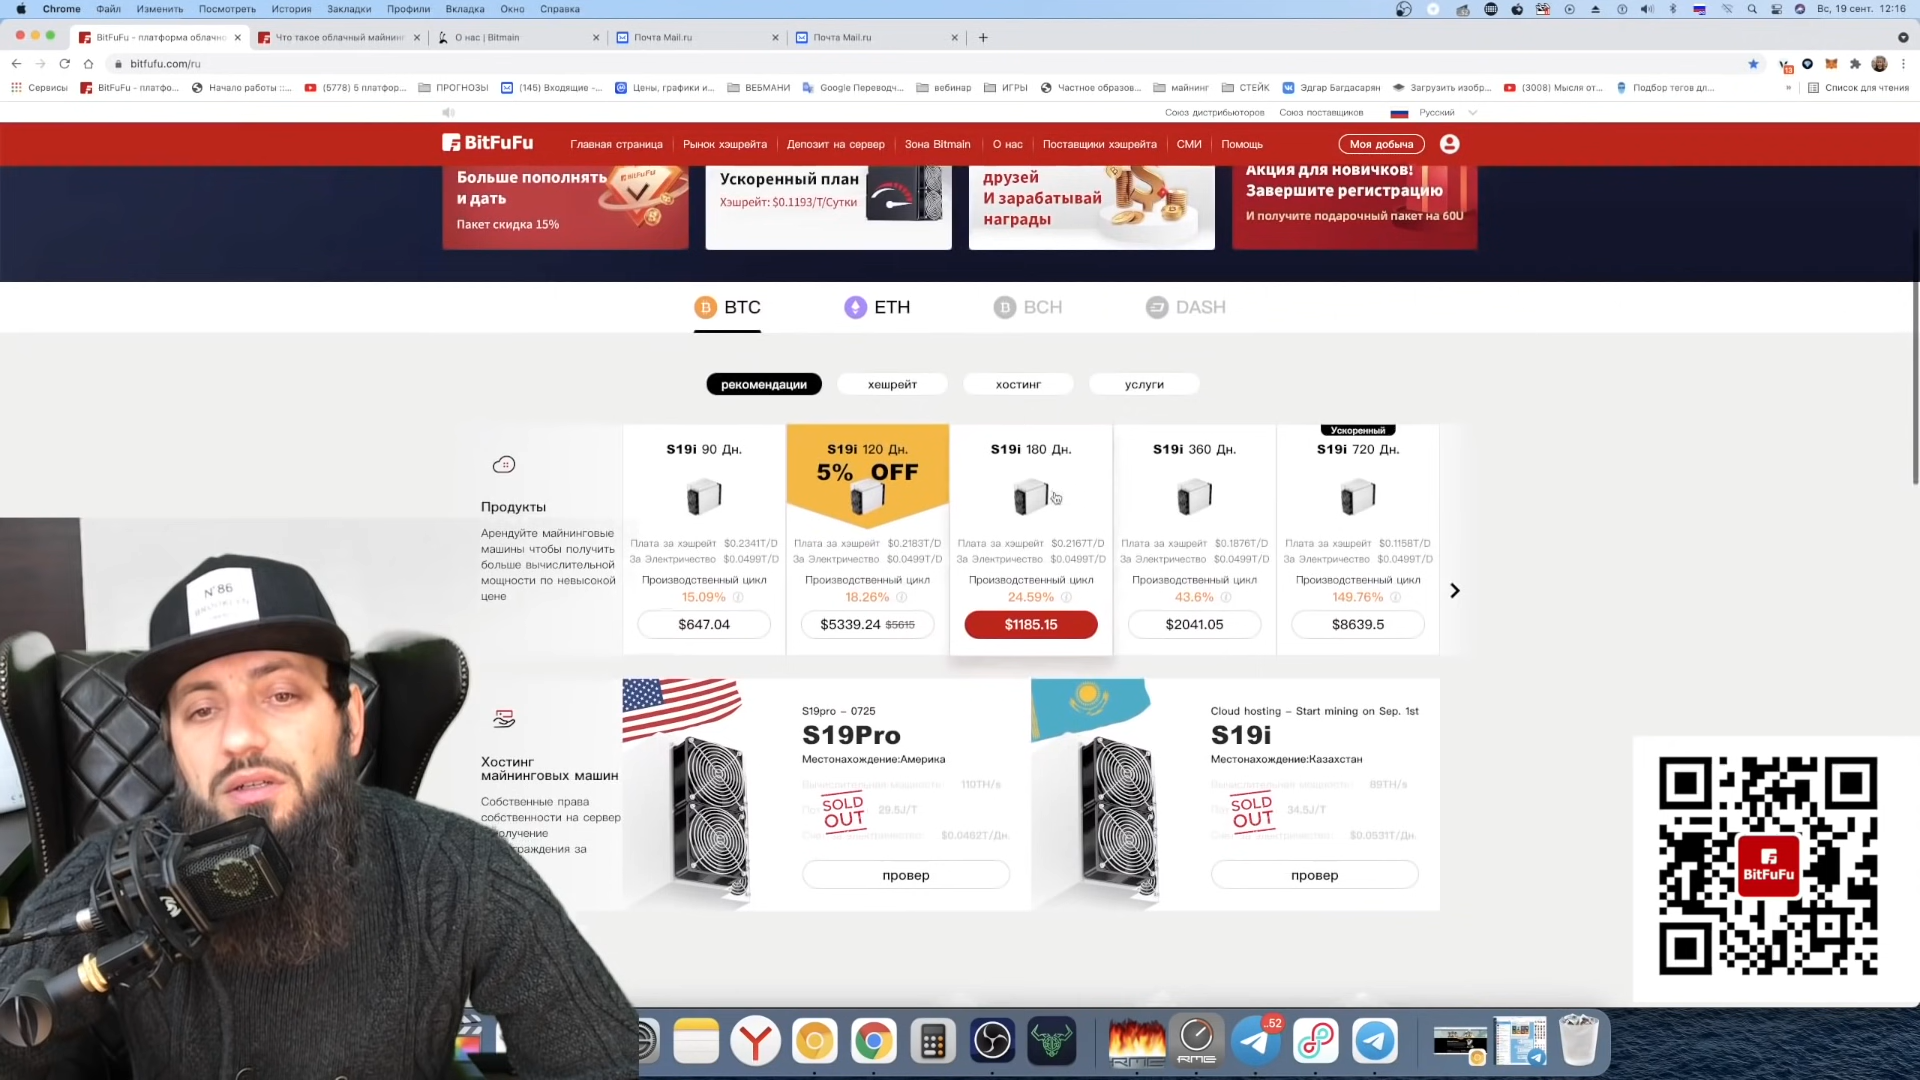 Chrome Файл Изменить Посмотреть История Закладки Профили Вкладка Окно Справка
Вс, 19 сент. 12:16
BitFuFu – платформа облачно
Что такое облачный майнинг
О нас | Bitmain
Почта Mail.ru
Почта Mail.ru
bitfufu.com/ru
13
Сервисы
BitFuFu – платфо...
Начало работы ::...
(5778) 5 платфор...
ПРОГНОЗЫ
(145) Входящие -...
Цены, графики и...
ВЕБМАНИ
Google Переводч...
вебинар
ИГРЫ
Частное образов...
майнинг
СТЕЙК
Эдгар Багдасарян
Загрузить изобр...
(3008) Мысля от...
Подбор тегов дл...
»
Список для чтения
Союз дистрибьюторов Союз поставщиков Русский
BitFuFu
Главная страница
Рынок хэшрейта
Депозит на сервер
Зона Bitmain
О нас
Поставщики хэшрейта
СМИ
Помощь
Моя добыча
Больше пополнять
и дать
Пакет скидка 15%
BitFuFu
Ускоренный план
Хэшрейт: $0.1193/T/Сутки
друзей
И зарабатывай
награды
Акция для новичков!
Завершите регистрацию
И получите подарочный пакет на 60U
BTC
ETH
BCH
DASH
рекомендации
хешрейт
хостинг
услуги
Продукты
Арендуйте майнинговые
машины чтобы получить
больше вычислительной
мощности по невысокой
цене
S19i 90 Дн.
Плата за хэшрейт $0.2341T/D
За Электричество $0.0499T/D
Производственный цикл
15.09%
$647.04
S19i 120 Дн.
5% OFF
Плата за хэшрейт $0.2183T/D
За Электричество $0.0499T/D
Производственный цикл
18.26%
$5339.24 $5615
S19i 180 Дн.
Плата за хэшрейт $0.2167T/D
За Электричество $0.0499T/D
Производственный цикл
24.59%
$1185.15
S19i 360 Дн.
Плата за хэшрейт $0.1876T/D
За Электричество $0.0499T/D
Производственный цикл
43.6%
$2041.05
Ускоренный
S19i 720 Дн.
Плата за хэшрейт $0.1158T/D
За Электричество $0.0499T/D
Производственный цикл
149.76%
$8639.5
Хостинг
майнинговых машин
Собственные права
собственности на сервер
олучение
граждения за
S19pro – 0725
S19Pro
Местонахождение:Америка
Вычислительная мощность: 110TH/s
29.5J/T
$0.0462T/Дн.
SOLD
OUT
провер
Cloud hosting – Start mining on Sep. 1st
S19i
Местонахождение:Казахстан
Вычислительная мощность: 89TH/s
34.5J/T
$0.0531T/Дн.
SOLD
OUT
провер
N°86
BROOKLYN
BitFuFu
RME
RME
52